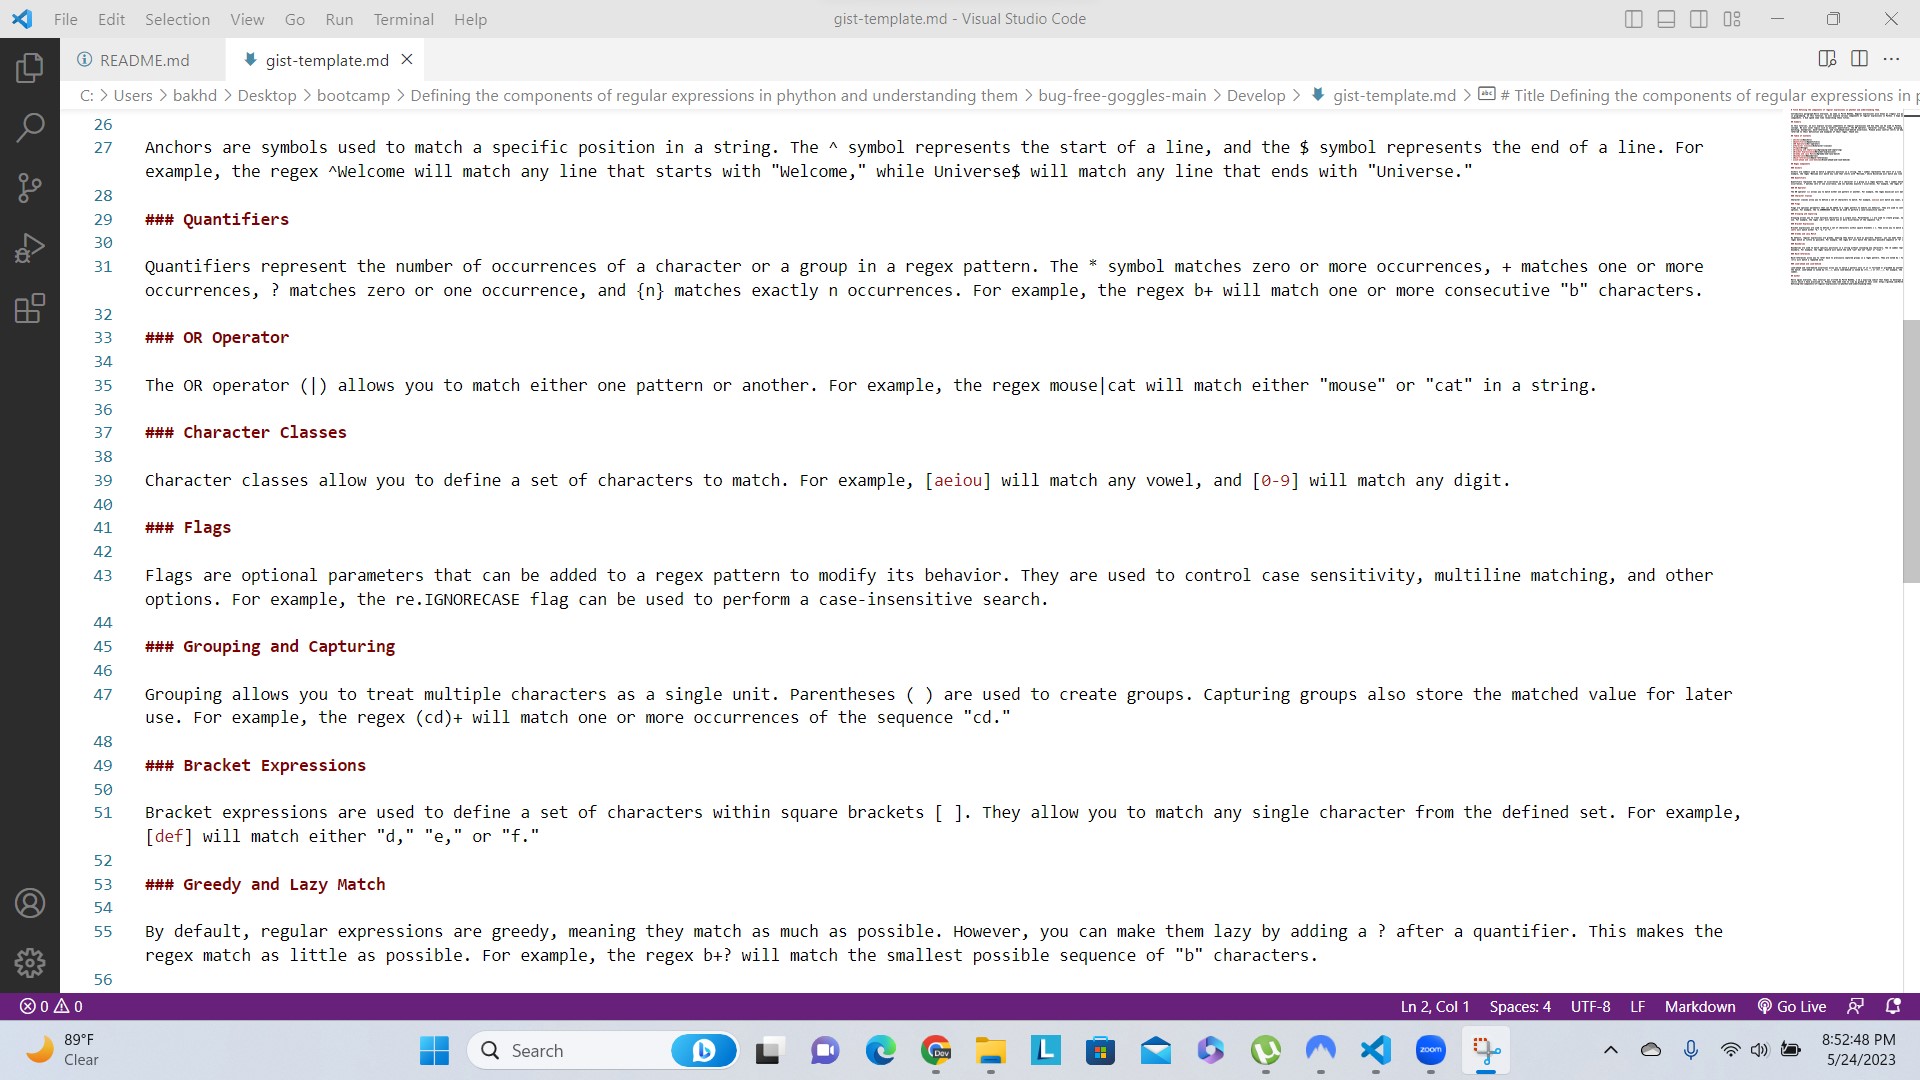 File Edit Selection View Go Run Terminal Help gist-template.md - Visual Studio Code
README.md gist-template.md
C: > Users > bakhd > Desktop > bootcamp > Defining the components of regular expressions in phython and understanding them > bug-free-goggles-main > Develop > gist-template.md > # Title Defining the components of regular expressions in p
26
27 Anchors are symbols used to match a specific position in a string. The ^ symbol represents the start of a line, and the $ symbol represents the end of a line. For
example, the regex ^Welcome will match any line that starts with "Welcome," while Universe$ will match any line that ends with "Universe."
28
29 ### Quantifiers
30
31 Quantifiers represent the number of occurrences of a character or a group in a regex pattern. The * symbol matches zero or more occurrences, + matches one or more
occurrences, ? matches zero or one occurrence, and {n} matches exactly n occurrences. For example, the regex b+ will match one or more consecutive "b" characters.
32
33 ### OR Operator
34
35 The OR operator (|) allows you to match either one pattern or another. For example, the regex mouse|cat will match either "mouse" or "cat" in a string.
36
37 ### Character Classes
38
39 Character classes allow you to define a set of characters to match. For example, [aeiou] will match any vowel, and [0-9] will match any digit.
40
41 ### Flags
42
43 Flags are optional parameters that can be added to a regex pattern to modify its behavior. They are used to control case sensitivity, multiline matching, and other
options. For example, the re.IGNORECASE flag can be used to perform a case-insensitive search.
44
45 ### Grouping and Capturing
46
47 Grouping allows you to treat multiple characters as a single unit. Parentheses ( ) are used to create groups. Capturing groups also store the matched value for later
use. For example, the regex (cd)+ will match one or more occurrences of the sequence "cd."
48
49 ### Bracket Expressions
50
51 Bracket expressions are used to define a set of characters within square brackets [ ]. They allow you to match any single character from the defined set. For example,
[def] will match either "d," "e," or "f."
52
53 ### Greedy and Lazy Match
54
55 By default, regular expressions are greedy, meaning they match as much as possible. However, you can make them lazy by adding a ? after a quantifier. This makes the
regex match as little as possible. For example, the regex b+? will match the smallest possible sequence of "b" characters.
56
0 0 Ln 2, Col 1 Spaces: 4 UTF-8 LF Markdown Go Live
89°F
Clear
Search
Dev
L
zoom
8:52:48 PM
5/24/2023